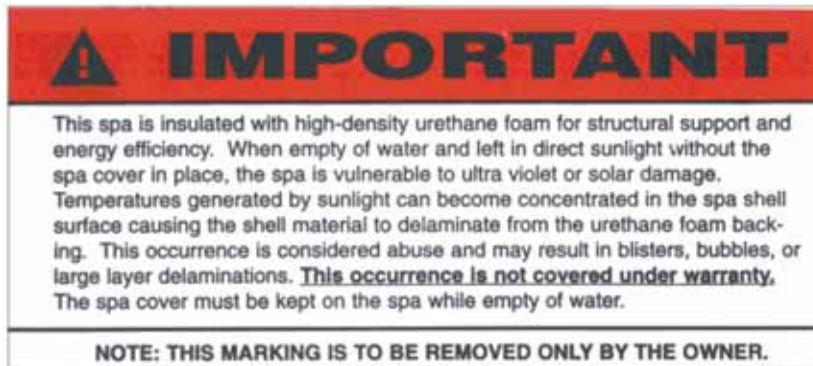 IMPORTANT
This spa is insulated with high-density urethane foam for structural support and
energy efficiency. When empty of water and left in direct sunlight without the
spa cover in place, the spa is vulnerable to ultra violet or solar damage.
Temperatures generated by sunlight can become concentrated in the spa shell
surface causing the shell material to delaminate from the urethane foam back-
ing. This occurrence is considered abuse and may result in blisters, bubbles, or
large layer delaminations. This occurrence is not covered under warranty.
The spa cover must be kept on the spa while empty of water.
NOTE: THIS MARKING IS TO BE REMOVED ONLY BY THE OWNER.